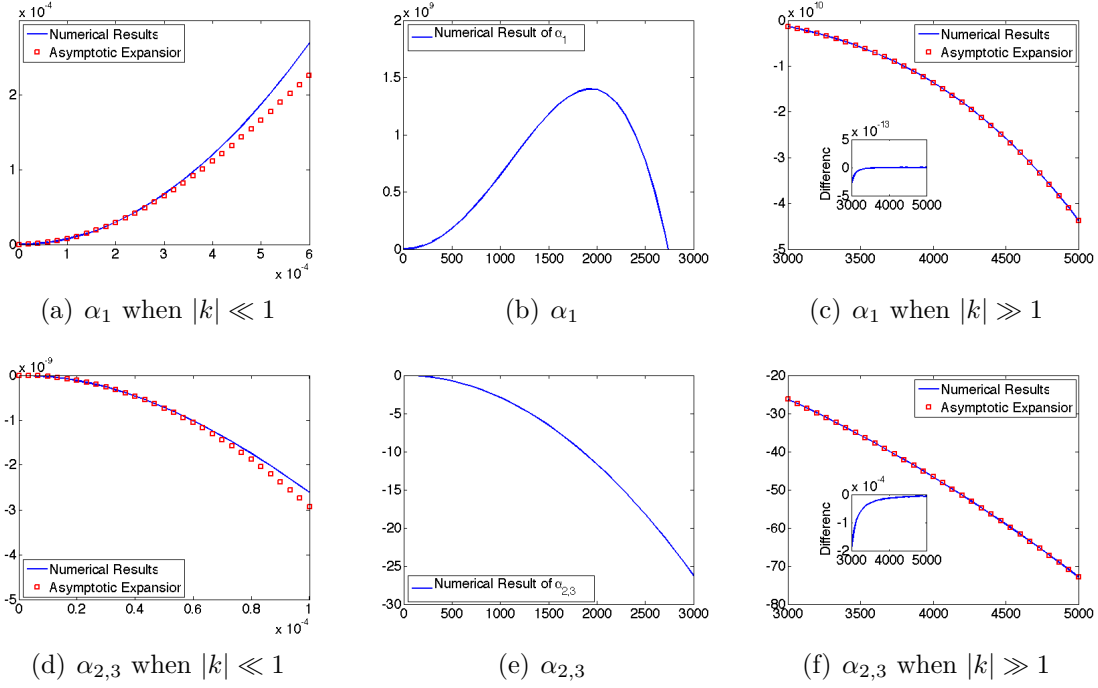 x 10^-4
Numerical Results
Asymptotic Expansior
4
2
0
0 1 2 3 4 5 6
x 10^-4
(a) α₁ when |k| ≪ 1
x 10^9
Numerical Result of α₁
2
1.5
1
0.5
0
0 500 1000 1500 2000 2500 3000
(b) α₁
x 10^10
Numerical Results
Asymptotic Expansior
0
-1
-2
-3
-4
-5
3000 3500 4000 4500 5000
x 10^-13
Differenc
5
0
-5
3000 4000 5000
(c) α₁ when |k| ≫ 1
x 10^-9
0
-1
-2
-3
-4
-5
Numerical Results
Asymptotic Expansior
0 0.2 0.4 0.6 0.8 1
x 10^-4
(d) α₂,₃ when |k| ≪ 1
0
-5
-10
-15
-20
-25
-30
Numerical Result of α₂,₃
0 500 1000 1500 2000 2500 3000
(e) α₂,₃
-20
-30
-40
-50
-60
-70
-80
Numerical Results
Asymptotic Expansior
x 10^-4
Differenc
0
-1
-2
3000 4000 5000
3000 3500 4000 4500 5000
(f) α₂,₃ when |k| ≫ 1